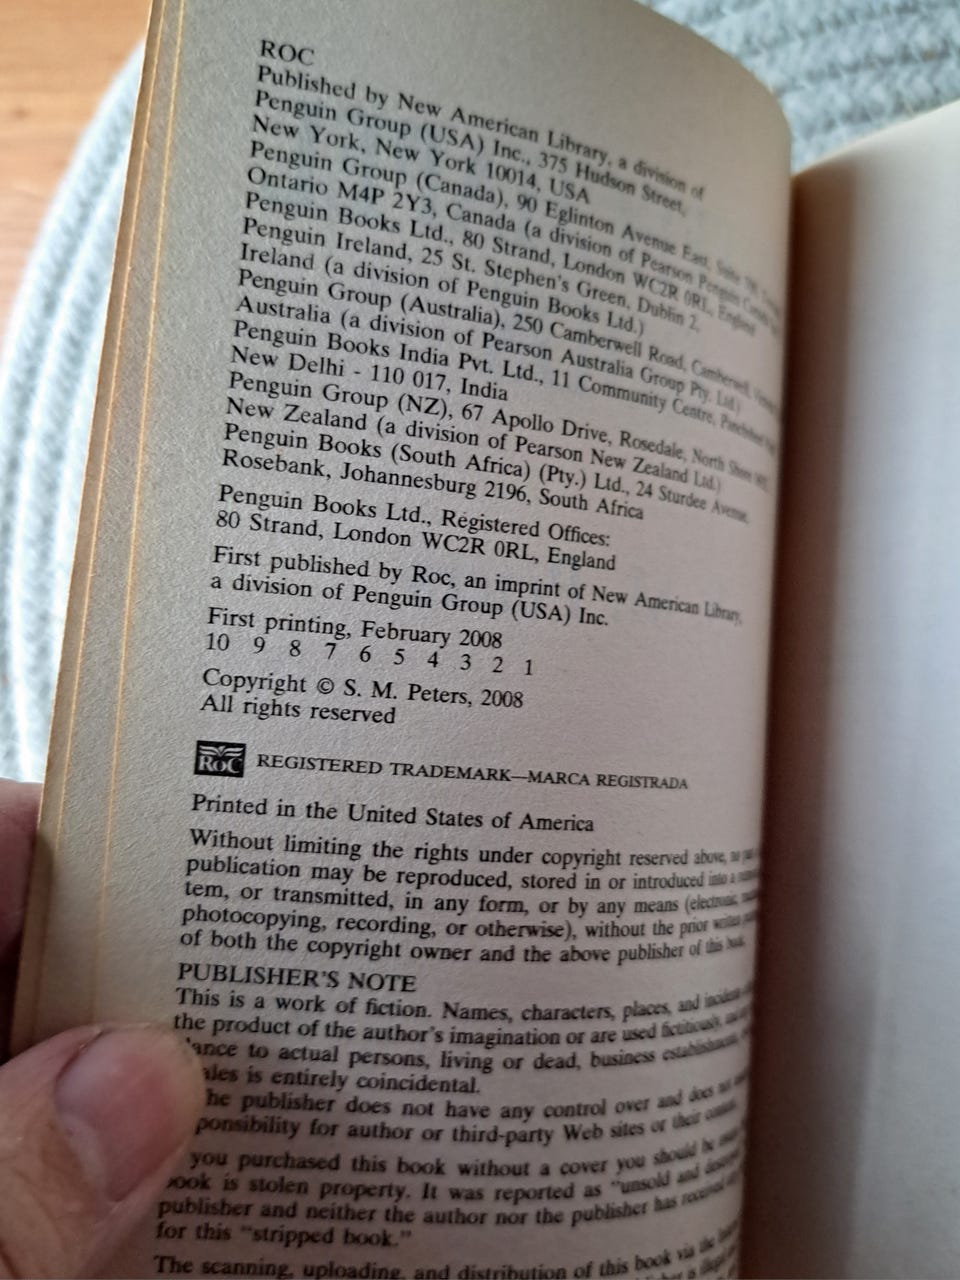 ROC
Published by New American Library, a division of
Penguin Group (USA) Inc., 375 Hudson Street,
New York, New York 10014, USA
Penguin Group (Canada), 90 Eglinton Avenue East, Suite
Ontario M4P 2Y3, Canada (a division of Pearson Penguin Canada
Penguin Books Ltd., 80 Strand, London WC2R 0RL, England
Penguin Ireland, 25 St. Stephen's Green, Dublin 2,
Ireland (a division of Penguin Books Ltd.)
Penguin Group (Australia), 250 Camberwell Road, Camberwell,
Australia (a division of Pearson Australia Group Pty. Ltd.)
Penguin Books India Pvt. Ltd., 11 Community Centre,
New Delhi - 110 017, India
Penguin Group (NZ), 67 Apollo Drive, Rosedale, North Shore
New Zealand (a division of Pearson New Zealand Ltd.)
Penguin Books (South Africa) (Pty.) Ltd., 24 Sturdee Avenue,
Rosebank, Johannesburg 2196, South Africa
Penguin Books Ltd., Registered Offices:
80 Strand, London WC2R 0RL, England
First published by Roc, an imprint of New American Library,
a division of Penguin Group (USA) Inc.
First printing, February 2008
10 9 8 7 6 5 4 3 2 1
Copyright © S. M. Peters, 2008
All rights reserved
ROC REGISTERED TRADEMARK—MARCA REGISTRADA
Printed in the United States of America
Without limiting the rights under copyright reserved above, no
publication may be reproduced, stored in or introduced into a
tem, or transmitted, in any form, or by any means (electronic,
photocopying, recording, or otherwise), without the prior written
of both the copyright owner and the above publisher of this book.
PUBLISHER'S NOTE
This is a work of fiction. Names, characters, places, and
the product of the author's imagination or are used fictitiously,
lance to actual persons, living or dead, business establishments,
ales is entirely coincidental.
he publisher does not have any control over and does not
ponsibility for author or third-party Web sites or their
you purchased this book without a cover you should be
book is stolen property. It was reported as "unsold and
publisher and neither the author nor the publisher has received
for this "stripped book."
The scanning, uploading, and distribution of this book via the